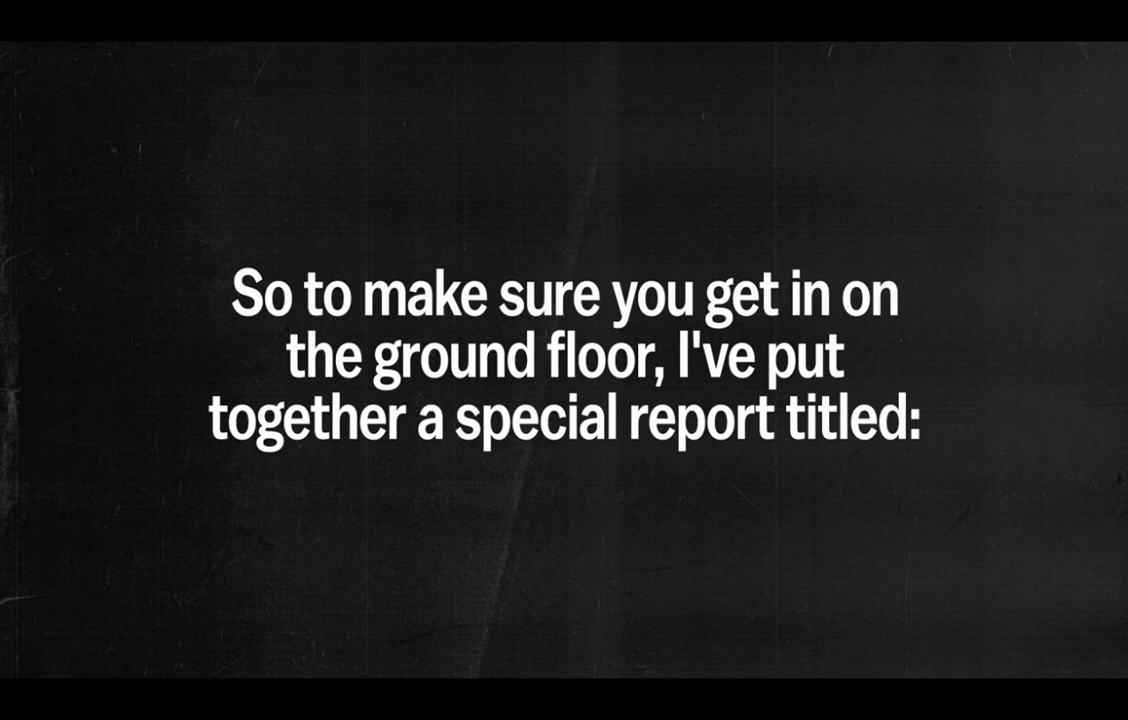 So to make sure you get in on
the ground floor, I've put
together a special report titled: